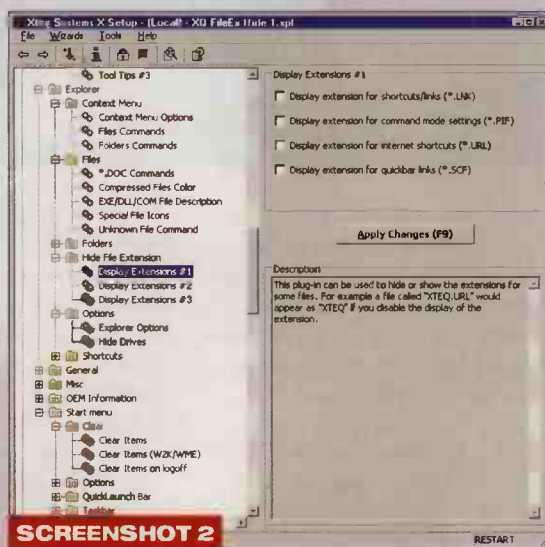 Xteq Systems X-Setup - (Local) - XQ FileEx Hide 1.xpl
File Wizards Tools Help
Tool Tips #3
Explorer
Context Menu
Context Menu Options
Files Commands
Folders Commands
Files
*.DOC Commands
Compressed Files Color
EXE/DLL/COM File Description
Special File Icons
Unknown File Command
Folders
Hide File Extension
Display Extensions #1
Display Extensions #2
Display Extensions #3
Options
Explorer Options
Hide Drives
Shortcuts
General
Misc
OEM Information
Start menu
Clear
Clear Items
Clear Items (W2K/WME)
Clear Items on logoff
Options
QuickLaunch Bar
Taskbar
Display Extensions #1
Display extension for shortcuts/links (*.LNK)
Display extension for command mode settings (*.PIF)
Display extension for internet shortcuts (*.URL)
Display extension for quickbar links (*.SCF)
Apply Changes (F9)
Description
This plug-in can be used to hide or show the extensions for
some files. For example a file called "XTEQ.URL" would
appear as "XTEQ" if you disable the display of the
extension.
SCREENSHOT 2
RESTART